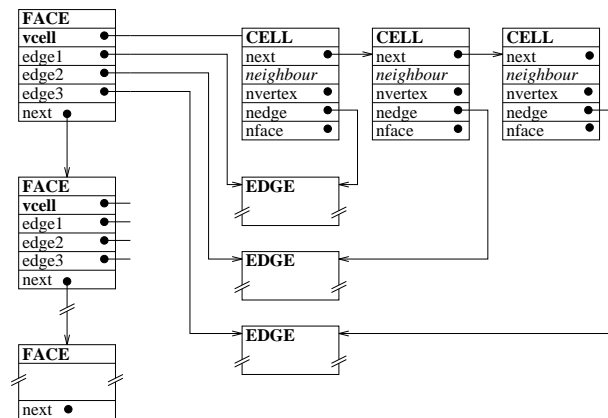 FACE
vcell
edge1
edge2
edge3
next
CELL
next
neighbour
nvertex
nedge
nface
CELL
next
neighbour
nvertex
nedge
nface
CELL
next
neighbour
nvertex
nedge
nface
FACE
vcell
edge1
edge2
edge3
next
EDGE
EDGE
EDGE
FACE
next